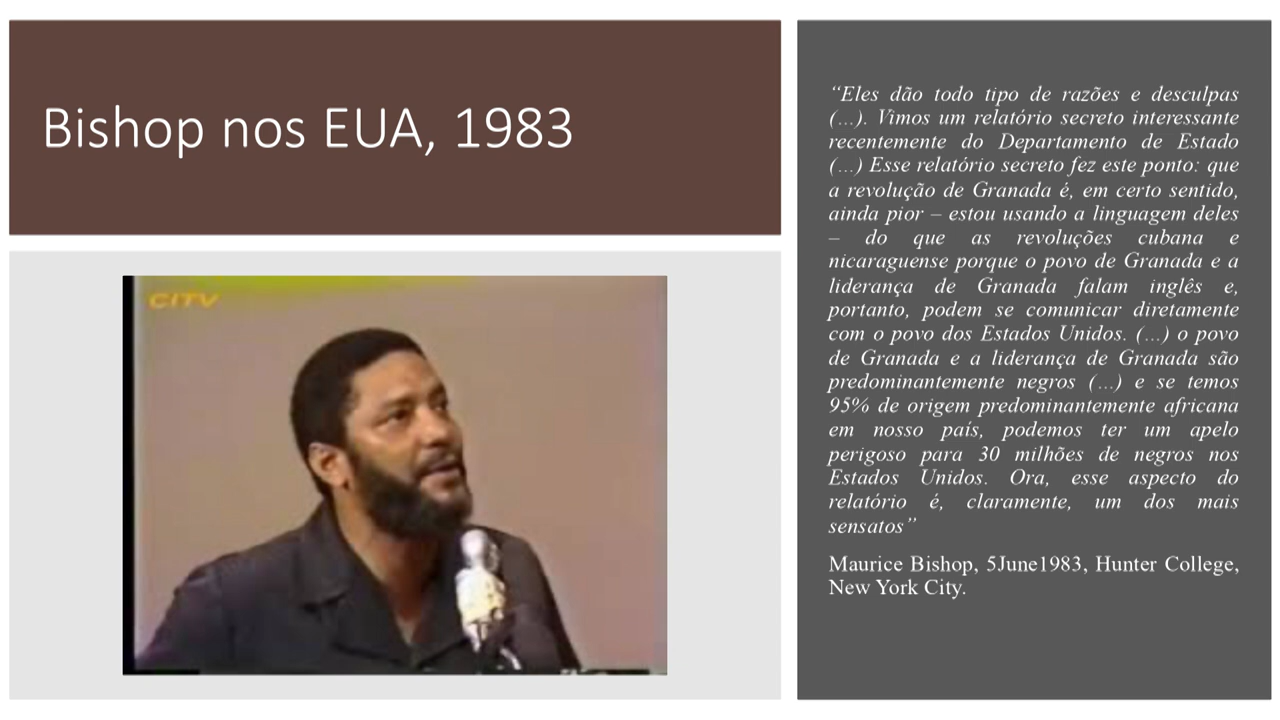 Bishop nos EUA, 1983
CITV
“Eles dão todo tipo de razões e desculpas
(...). Vimos um relatório secreto interessante
recentemente do Departamento de Estado
(...) Esse relatório secreto fez este ponto: que
a revolução de Granada é, em certo sentido,
ainda pior – estou usando a linguagem deles
– do que as revoluções cubana e
nicaraguense porque o povo de Granada e a
liderança de Granada falam inglês e,
portanto, podem se comunicar diretamente
com o povo dos Estados Unidos. (...) o povo
de Granada e a liderança de Granada são
predominantemente negros (...) e se temos
95% de origem predominantemente africana
em nosso país, podemos ter um apelo
perigoso para 30 milhões de negros nos
Estados Unidos. Ora, esse aspecto do
relatório é, claramente, um dos mais
sensatos”
Maurice Bishop, 5June1983, Hunter College,
New York City.